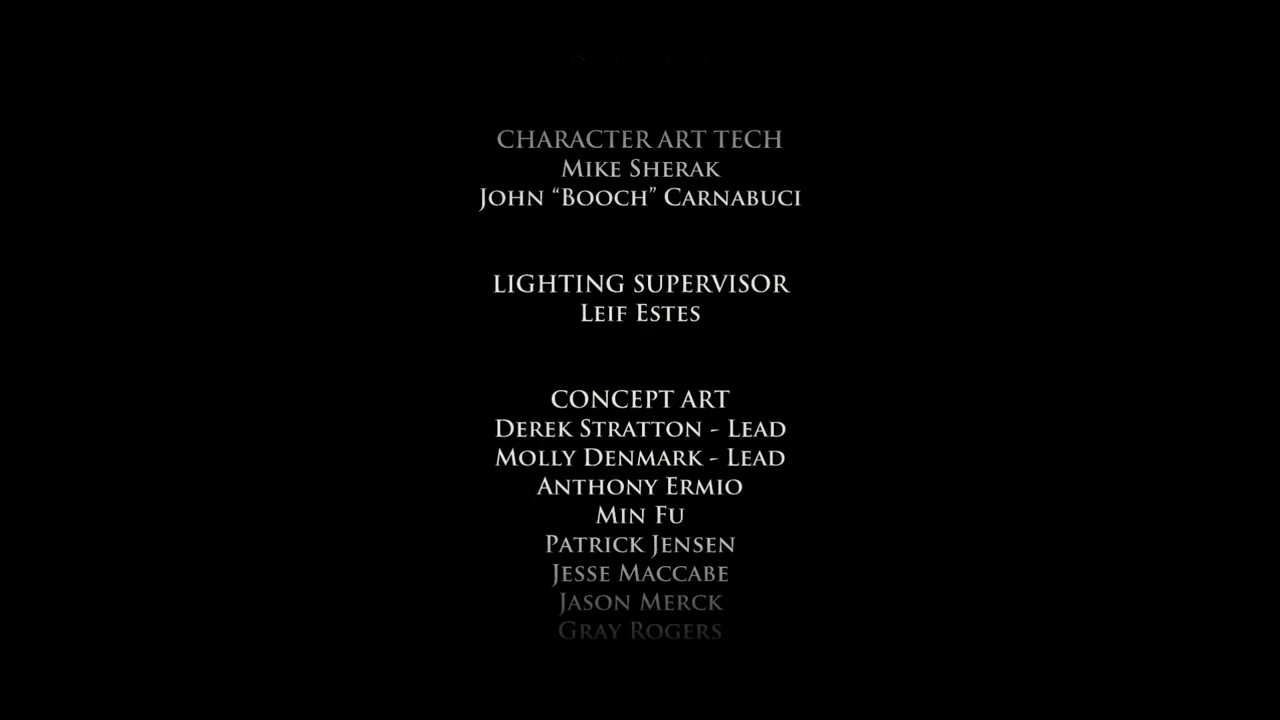 CHARACTER ART TECH
MIKE SHERAK
JOHN “BOOCH” CARNABUCI
LIGHTING SUPERVISOR
LEIF ESTES
CONCEPT ART
DEREK STRATTON - LEAD
MOLLY DENMARK - LEAD
ANTHONY ERMIO
MIN FU
PATRICK JENSEN
JESSE MACCABE
JASON MERCK
GRAY ROGERS